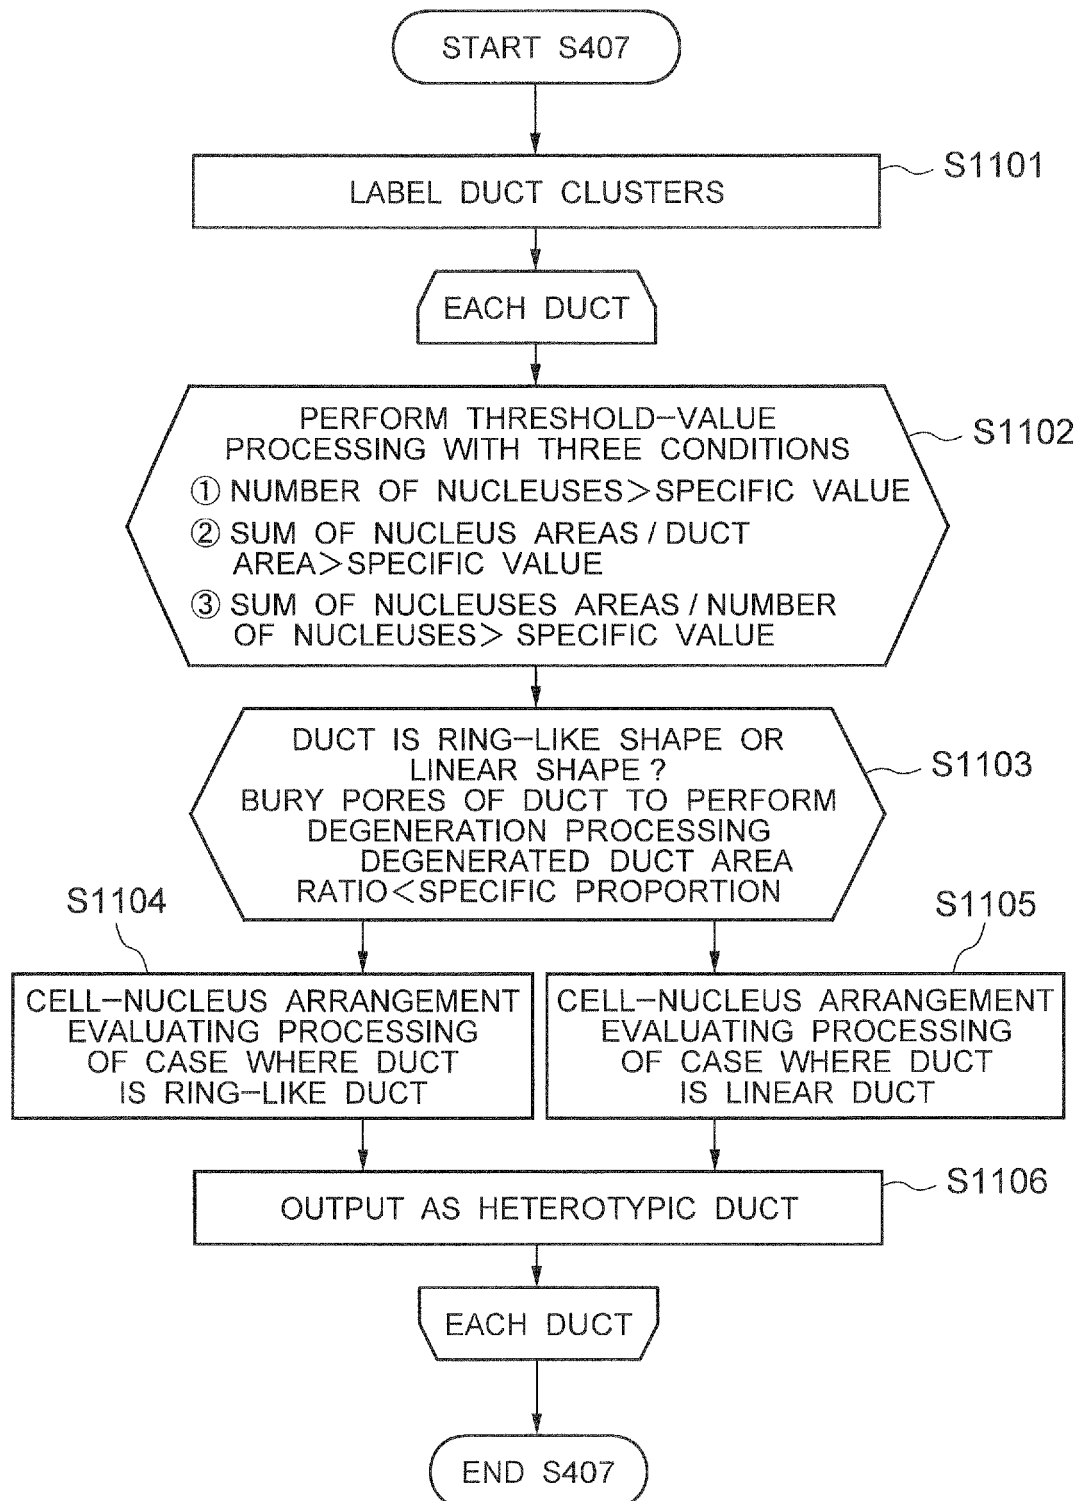 START S407
S1101
LABEL DUCT CLUSTERS
EACH DUCT
S1102
PERFORM THRESHOLD-VALUE
PROCESSING WITH THREE CONDITIONS
① NUMBER OF NUCLEUSES>SPECIFIC VALUE
② SUM OF NUCLEUS AREAS / DUCT
AREA>SPECIFIC VALUE
③ SUM OF NUCLEUSES AREAS / NUMBER
OF NUCLEUSES> SPECIFIC VALUE
S1103
DUCT IS RING-LIKE SHAPE OR
LINEAR SHAPE ?
BURY PORES OF DUCT TO PERFORM
DEGENERATION PROCESSING
DEGENERATED DUCT AREA
RATIO<SPECIFIC PROPORTION
S1104
CELL-NUCLEUS ARRANGEMENT
EVALUATING PROCESSING
OF CASE WHERE DUCT
IS RING-LIKE DUCT
S1105
CELL-NUCLEUS ARRANGEMENT
EVALUATING PROCESSING
OF CASE WHERE DUCT
IS LINEAR DUCT
S1106
OUTPUT AS HETEROTYPIC DUCT
EACH DUCT
END S407